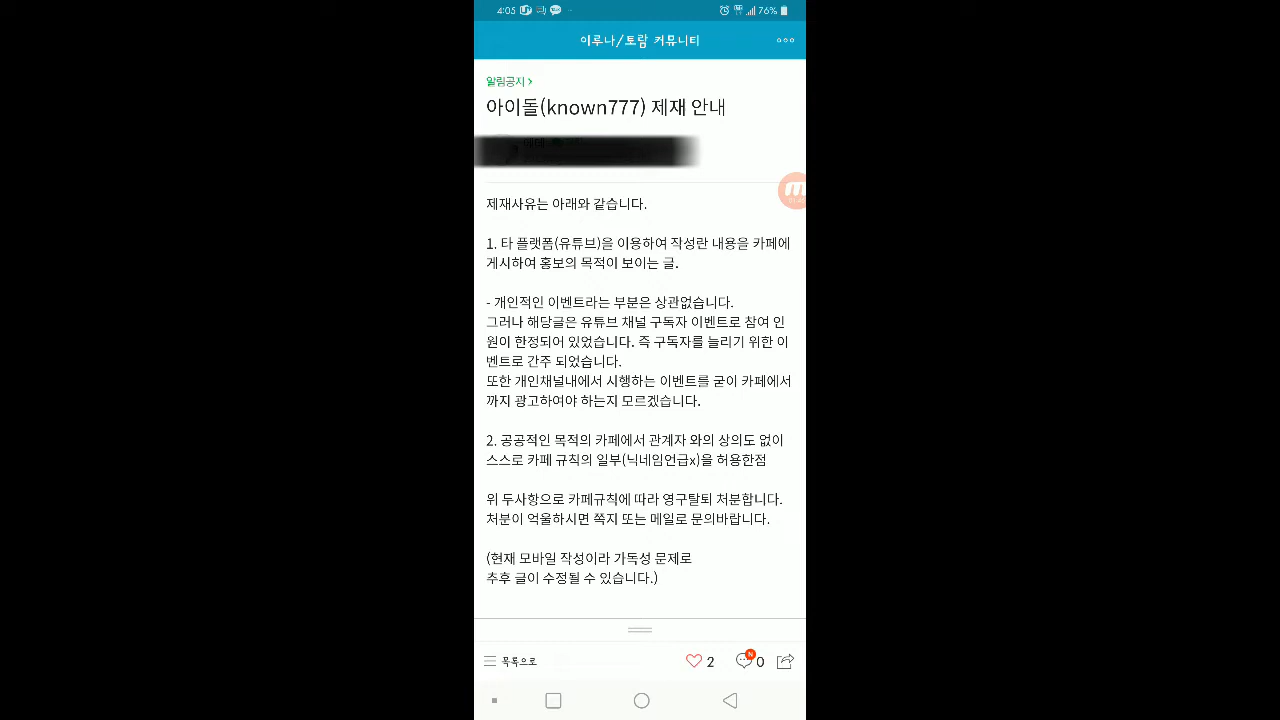 4:05
76%
이루나/토람 커뮤니티
알림공지 >
아이돌(known777) 제재 안내
제재사유는 아래와 같습니다.
1. 타 플랫폼(유튜브)을 이용하여 작성란 내용을 카페에
게시하여 홍보의 목적이 보이는 글.
- 개인적인 이벤트라는 부분은 상관없습니다.
그러나 해당글은 유튜브 채널 구독자 이벤트로 참여 인
원이 한정되어 있었습니다. 즉 구독자를 늘리기 위한 이
벤트로 간주 되었습니다.
또한 개인채널내에서 시행하는 이벤트를 굳이 카페에서
까지 광고하여야 하는지 모르겠습니다.
2. 공공적인 목적의 카페에서 관계자 와의 상의도 없이
스스로 카페 규칙의 일부(닉네임언급x)을 허용한점
위 두사항으로 카페규칙에 따라 영구탈퇴 처분합니다.
처분이 억울하시면 쪽지 또는 메일로 문의바랍니다.
(현재 모바일 작성이라 가독성 문제로
추후 글이 수정될 수 있습니다.)
목록으로 2 N 0